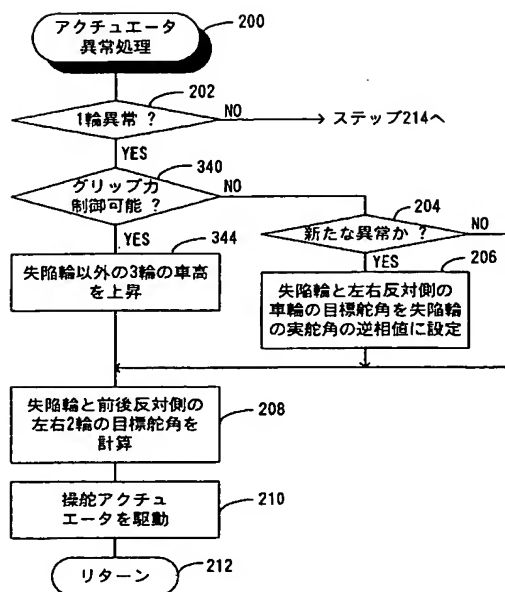 アクチュエータ
異常処理
200
202
1輪異常？
NO
ステップ214へ
YES
340
グリップ力
制御可能？
NO
204
新たな異常か？
NO
YES
344
YES
206
失陥輪以外の3輪の車高
を上昇
失陥輪と左右反対側の
車輪の目標舵角を失陥輪
の実舵角の逆相値に設定
失陥輪と前後反対側の
左右2輪の目標舵角を
計算
208
操舵アクチュ
エータを駆動
210
リターン
212